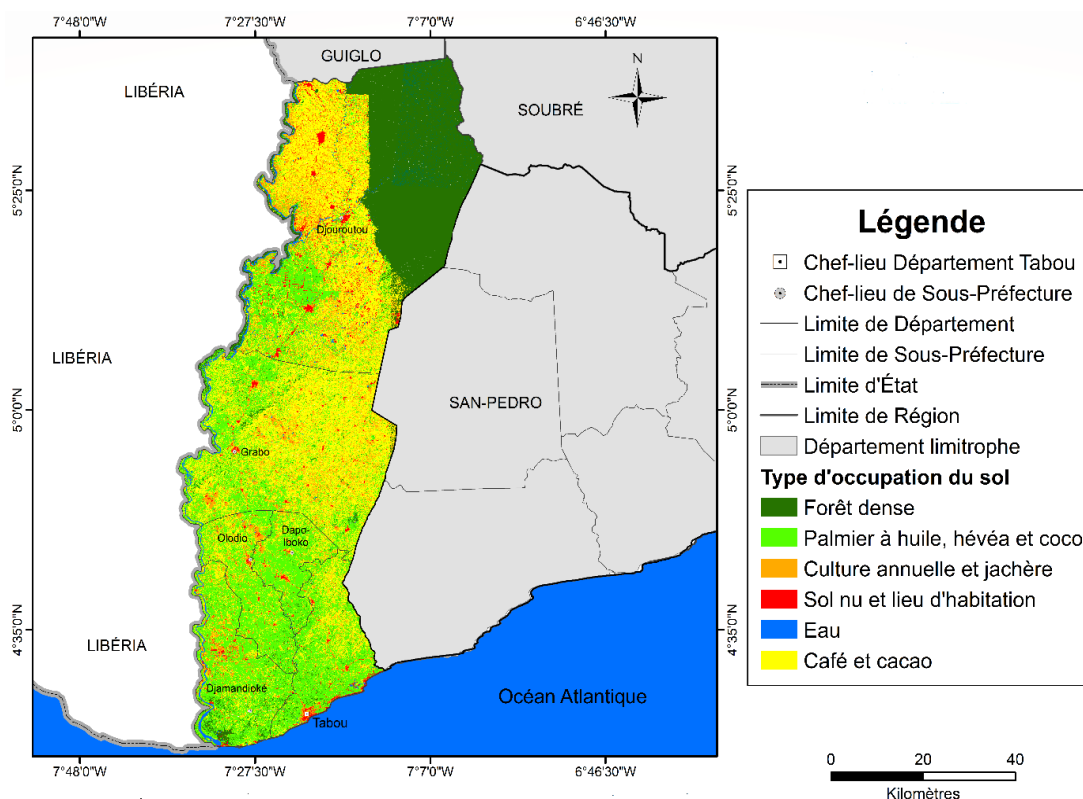 7°48'0"W 7°27'30"W 7°7'0"W 6°46'30"W
GUIGLO
LIBÉRIA
N
SOUBRÉ
5°25'0"N
5°25'0"N
Djouroutou
LIBÉRIA
SAN-PEDRO
5°0'0"N
5°0'0"N
Grabo
Olodio
Dapo-
Iboko
4°35'0"N
4°35'0"N
LIBÉRIA
Djamandioké
Océan Atlantique
Tabou
7°48'0"W 7°27'30"W 7°7'0"W 6°46'30"W
Légende
Chef-lieu Département Tabou
Chef-lieu de Sous-Préfecture
Limite de Département
Limite de Sous-Préfecture
Limite d'État
Limite de Région
Département limitrophe
Type d'occupation du sol
Forêt dense
Palmier à huile, hévéa et coco
Culture annuelle et jachère
Sol nu et lieu d'habitation
Eau
Café et cacao
0 20 40
Kilomètres